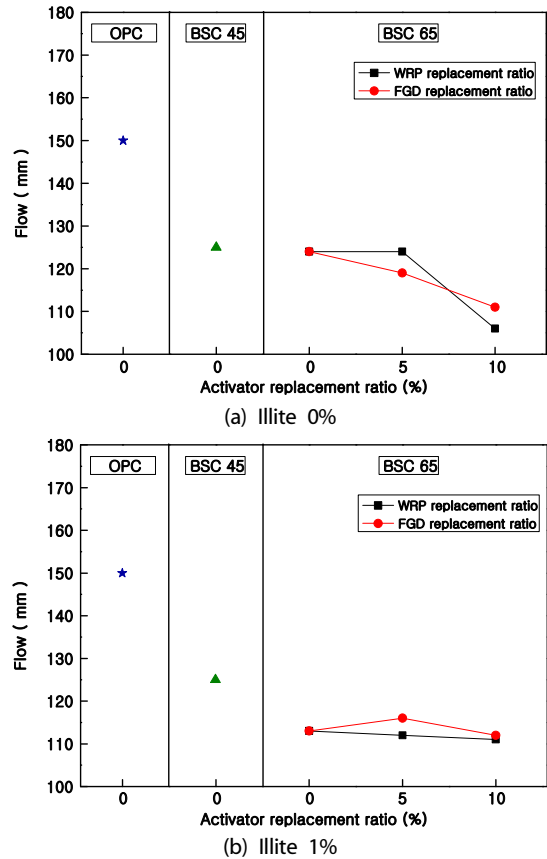 180
OPC
BSC 45
BSC 65
170
WRP replacement ratio
FGD replacement ratio
160
150
140
130
120
110
100
Flow ( mm )
0 0 0 5 10
Activator replacement ratio (%)
(a) Illite 0%
180
OPC
BSC 45
BSC 65
170
WRP replacement ratio
FGD replacement ratio
160
150
140
130
120
110
100
Flow ( mm )
0 0 0 5 10
Activator replacement ratio (%)
(b) Illite 1%